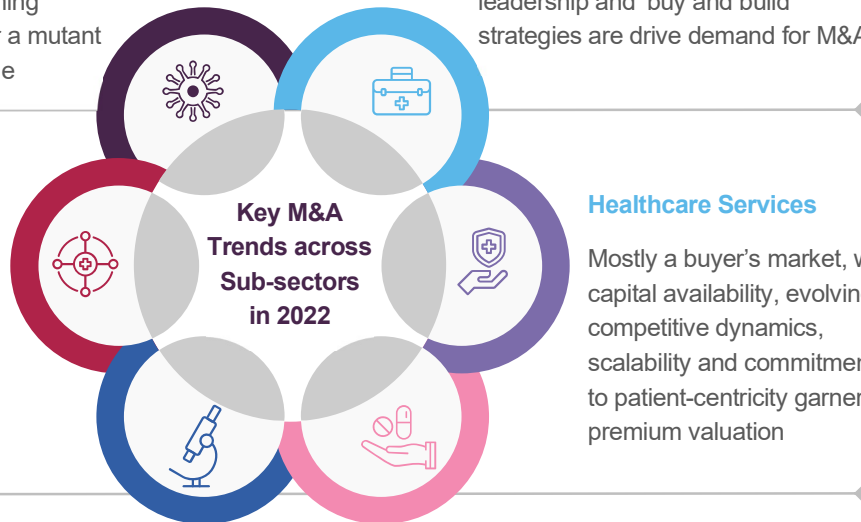 a mutant
e
leadership and buy and build
strategies are drive demand for M&A
Key M&A
Trends across
Sub-sectors
in 2022
Healthcare Services
Mostly a buyer's market, w
capital availability, evolvin
competitive dynamics,
scalability and commitmen
to patient-centricity garner
premium valuation